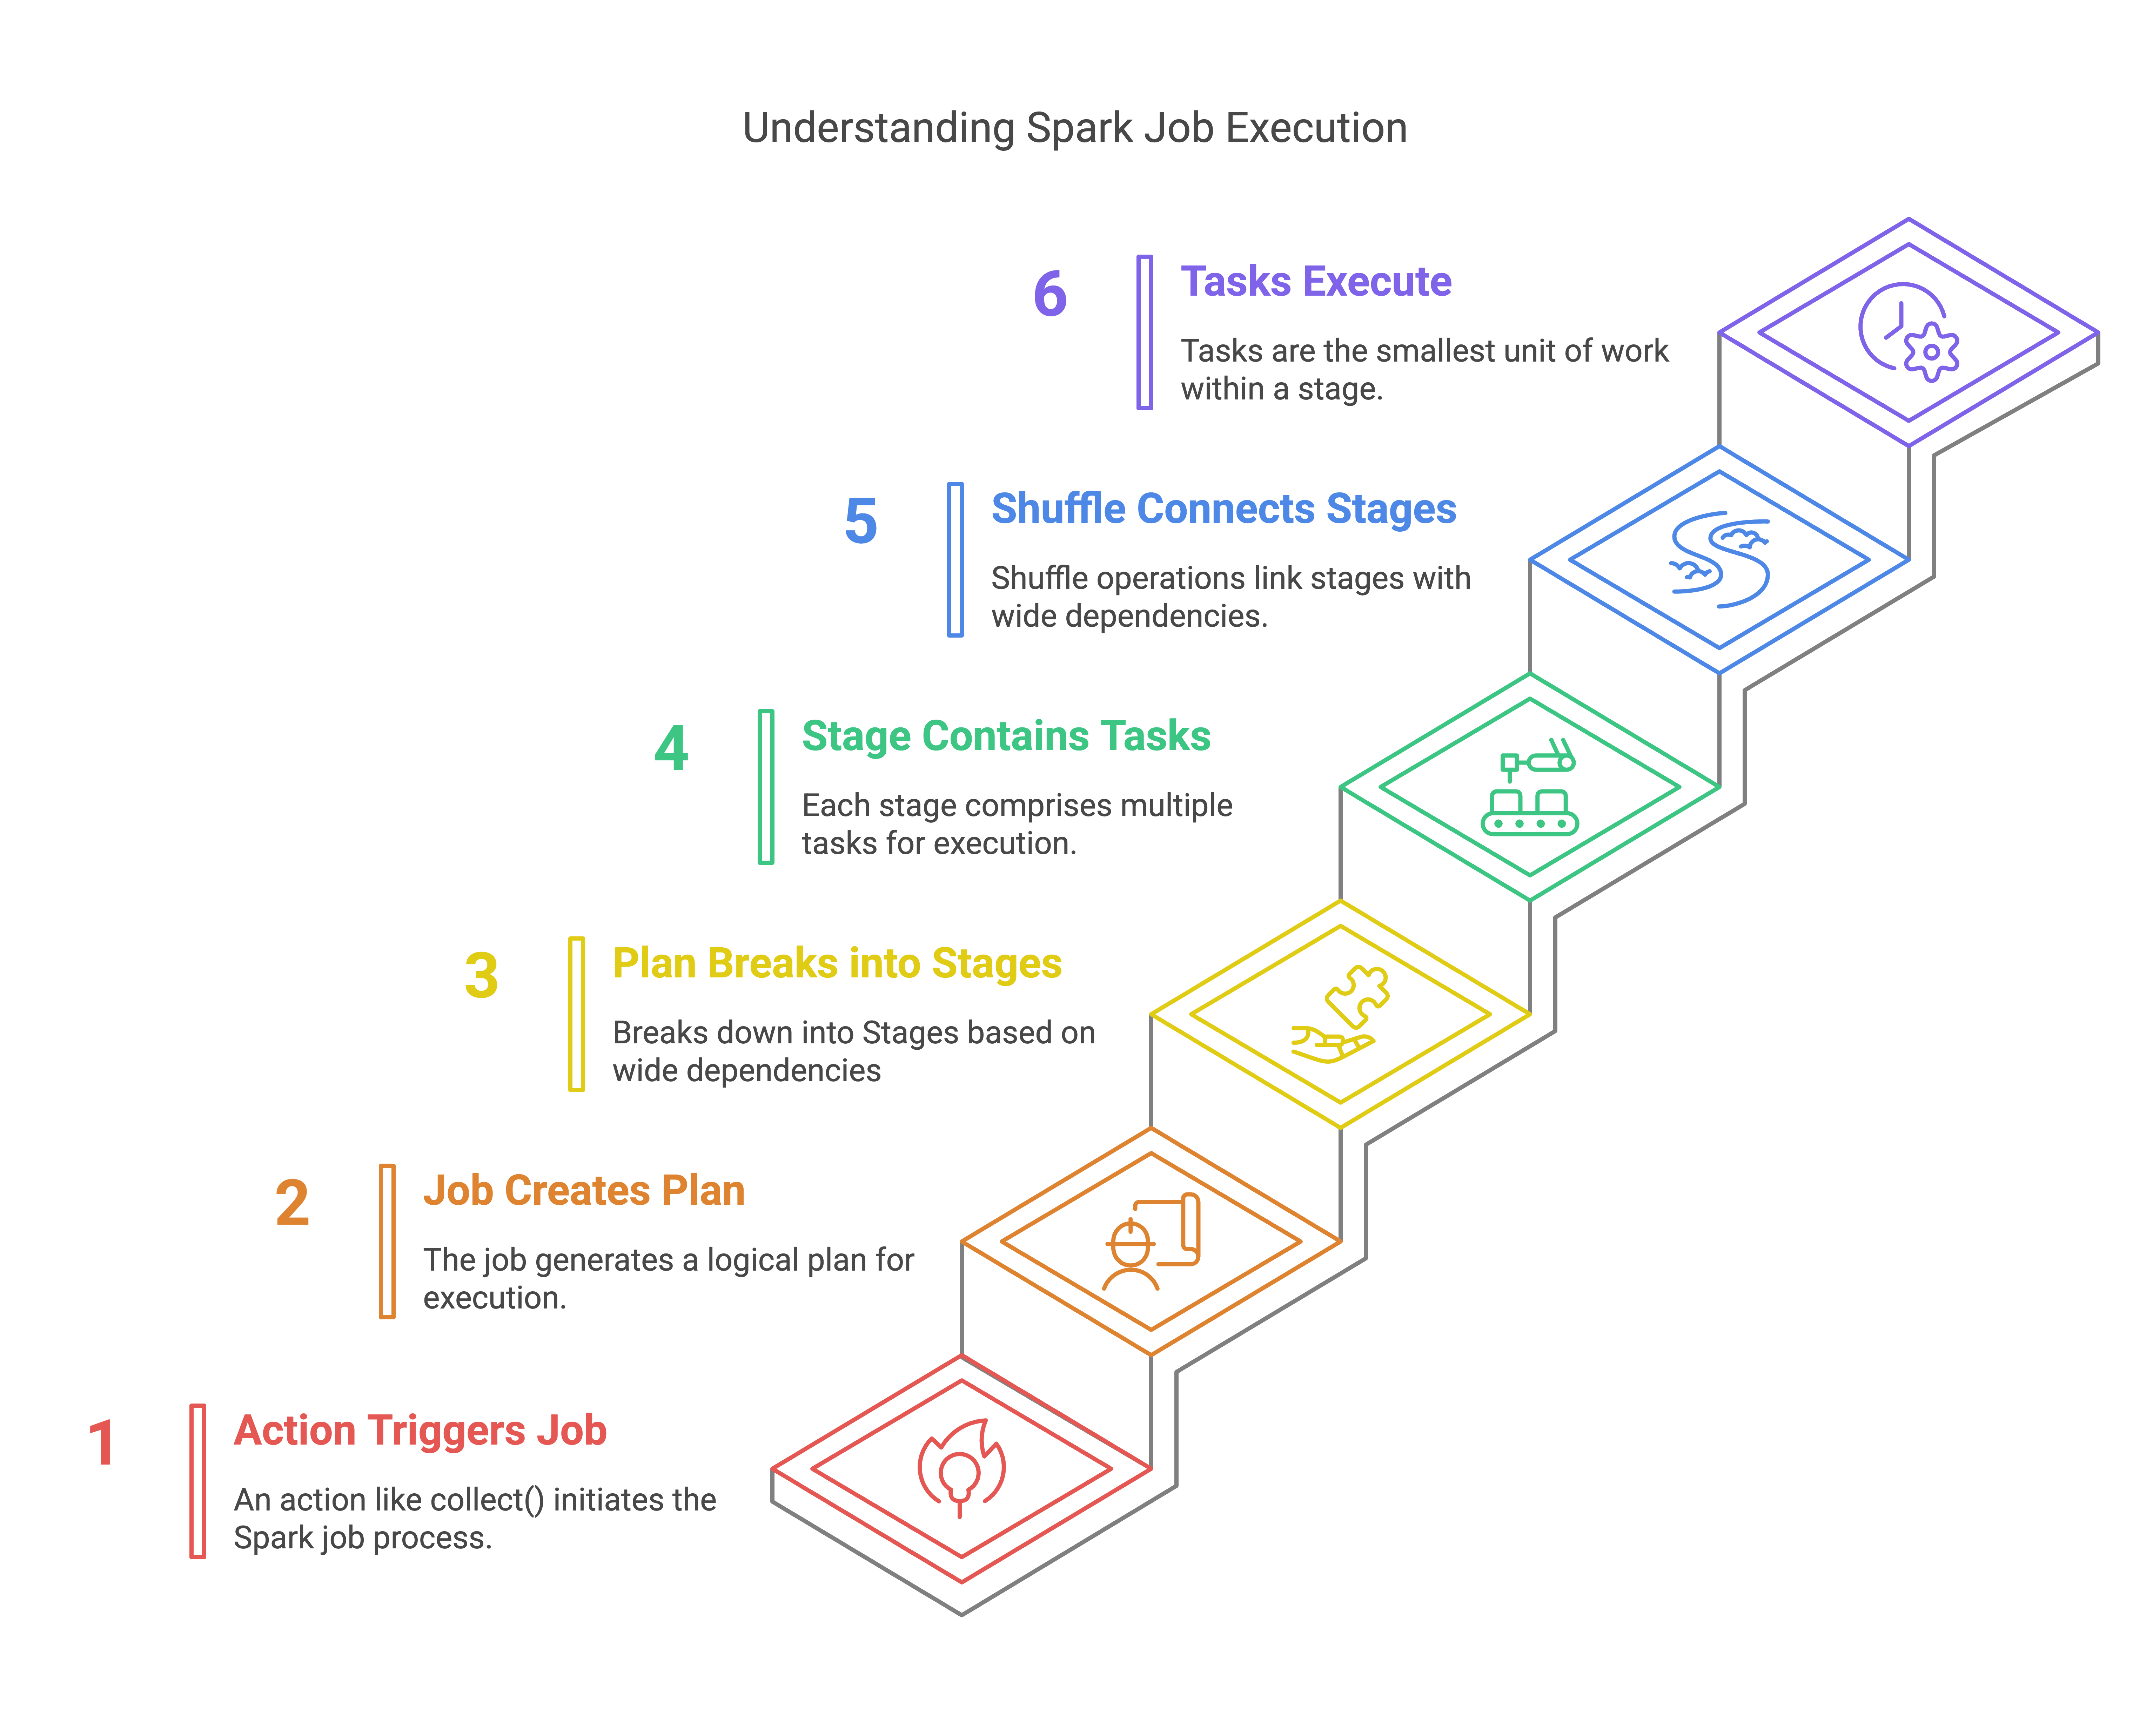 Understanding Spark Job Execution
6
Tasks Execute
Tasks are the smallest unit of work
within a stage.
5
Shuffle Connects Stages
Shuffle operations link stages with
wide dependencies.
4
Stage Contains Tasks
Each stage comprises multiple
tasks for execution.
3
Plan Breaks into Stages
Breaks down into Stages based on
wide dependencies
2
Job Creates Plan
The job generates a logical plan for
execution.
1
Action Triggers Job
An action like collect() initiates the
Spark job process.